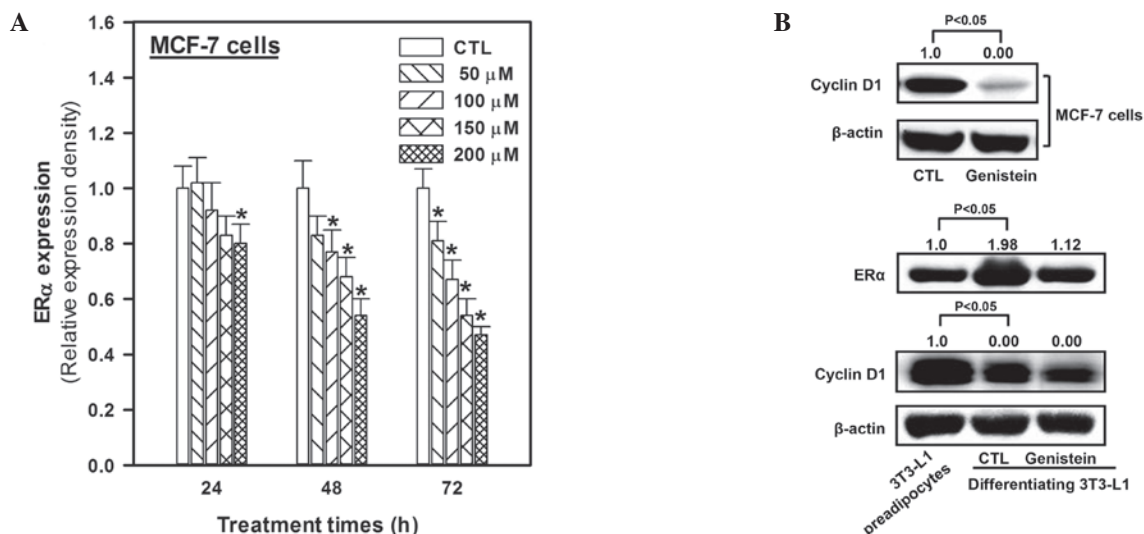 A
MCF-7 cells
CTL
50 μM
100 μM
150 μM
200 μM
1.6
1.4
1.2
1.0
0.8
0.6
0.4
0.2
0.0
ERα expression
(Relative expression density)
*
* * *
* * * *
24 48 72
Treatment times (h)
B
P<0.05
1.0 0.00
Cyclin D1
β-actin
MCF-7 cells
CTL Genistein
P<0.05
1.0 1.98 1.12
ERα
P<0.05
1.0 0.00 0.00
Cyclin D1
β-actin
3T3-L1
preadipocytes
CTL Genistein
Differentiating 3T3-L1